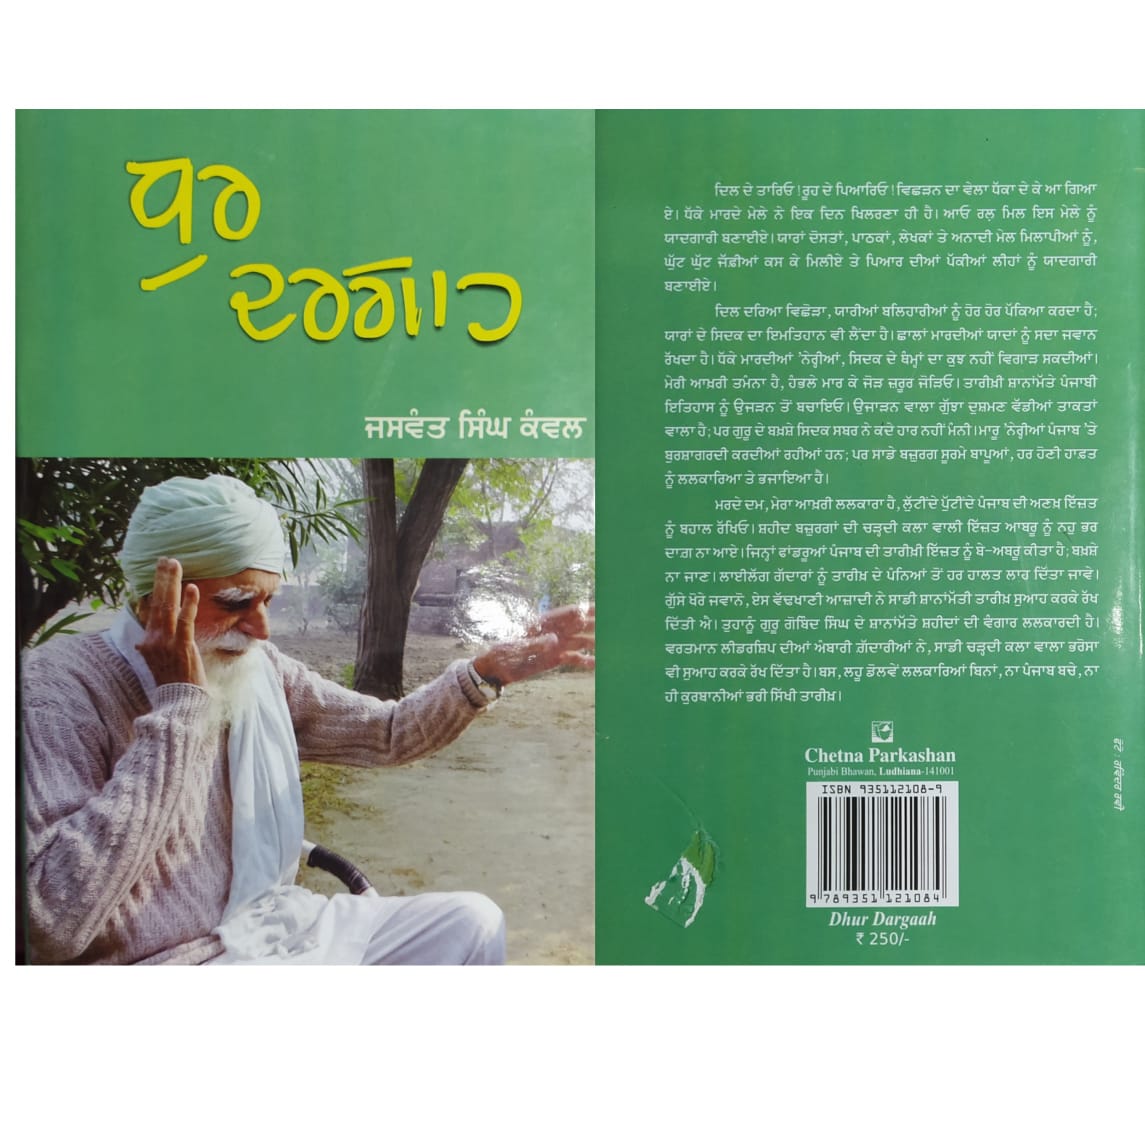 ਧੁਰ
ਦਰਗਾਹ
ਜਸਵੰਤ ਸਿੰਘ ਕੰਵਲ
ਦਿਲ ਦੇ ਤਾਰਿਓ ! ਰੂਹ ਦੇ ਪਿਆਰਿਓ ! ਵਿਛੜਨ ਦਾ ਵੇਲਾ ਧੱਕਾ ਦੇ ਕੇ ਆ ਗਿਆ
ਏ। ਧੱਕੇ ਮਾਰਦੇ ਮੇਲੇ ਨੇ ਇਕ ਦਿਨ ਖਿਲਰਣਾ ਹੀ ਹੈ। ਆਓ ਰਲ਼ ਮਿਲ ਇਸ ਮੇਲੇ ਨੂੰ
ਯਾਦਗਾਰੀ ਬਣਾਈਏ। ਯਾਰਾਂ ਦੋਸਤਾਂ, ਪਾਠਕਾਂ, ਲੇਖਕਾਂ ਤੇ ਅਨਾਦੀ ਮੇਲ ਮਿਲਾਪੀਆਂ ਨੂੰ,
ਘੁੱਟ ਘੁੱਟ ਜੱਫੀਆਂ ਕਸ ਕੇ ਮਿਲੀਏ ਤੇ ਪਿਆਰ ਦੀਆਂ ਪੱਕੀਆਂ ਲੀਹਾਂ ਨੂੰ ਯਾਦਗਾਰੀ
ਬਣਾਈਏ।
ਦਿਲ ਦਰਿਆ ਵਿਛੋੜਾ, ਯਾਰੀਆਂ ਬਲਿਹਾਰੀਆਂ ਨੂੰ ਹੋਰ ਹੋਰ ਪੱਕਿਆ ਕਰਦਾ ਹੈ;
ਯਾਰਾਂ ਦੇ ਸਿਦਕ ਦਾ ਇਮਤਿਹਾਨ ਵੀ ਲੈਂਦਾ ਹੈ। ਛਾਲਾਂ ਮਾਰਦੀਆਂ ਯਾਦਾਂ ਨੂੰ ਸਦਾ ਜਵਾਨ
ਰੱਖਦਾ ਹੈ। ਧੱਕੇ ਮਾਰਦੀਆਂ 'ਨੇਰ੍ਹੀਆਂ, ਸਿਦਕ ਦੇ ਥੰਮ੍ਹਾਂ ਦਾ ਕੁਝ ਨਹੀਂ ਵਿਗਾੜ ਸਕਦੀਆਂ।
ਮੇਰੀ ਆਖ਼ਰੀ ਤਮੰਨਾ ਹੈ, ਹੰਭਲੇ ਮਾਰ ਕੇ ਜੋੜ ਜ਼ਰੂਰ ਜੋੜਿਓ। ਤਾਰੀਖ਼ੀ ਸ਼ਾਨਾਂਮੱਤੇ ਪੰਜਾਬੀ
ਇਤਿਹਾਸ ਨੂੰ ਉਜੜਨ ਤੋਂ ਬਚਾਇਓ। ਉਜਾੜਨ ਵਾਲਾ ਗੁੱਝਾ ਦੁਸ਼ਮਣ ਵੱਡੀਆਂ ਤਾਕਤਾਂ
ਵਾਲਾ ਹੈ; ਪਰ ਗੁਰੂ ਦੇ ਬਖ਼ਸ਼ੇ ਸਿਦਕ ਸਬਰ ਨੇ ਕਦੇ ਹਾਰ ਨਹੀਂ ਮੰਨੀ। ਮਾਰੂ 'ਨੇਰ੍ਹੀਆਂ ਪੰਜਾਬ 'ਤੇ
ਬੁਰਸ਼ਾਗਰਦੀ ਕਰਦੀਆਂ ਰਹੀਆਂ ਹਨ; ਪਰ ਸਾਡੇ ਬਜ਼ੁਰਗ ਸੂਰਮੇ ਬਾਪੂਆਂ, ਹਰ ਹੋਣੀ ਹਾਫ਼ਤ
ਨੂੰ ਲਲਕਾਰਿਆ ਤੇ ਭਜਾਇਆ ਹੈ।
ਮਰਦੇ ਦਮ, ਮੇਰਾ ਆਖ਼ਰੀ ਲਲਕਾਰਾ ਹੈ, ਲੁੱਟੀਂਦੇ ਪੁੱਟੀਂਦੇ ਪੰਜਾਬ ਦੀ ਅਣਖ਼ ਇੱਜ਼ਤ
ਨੂੰ ਬਹਾਲ ਰੱਖਿਓ। ਸ਼ਹੀਦ ਬਜ਼ੁਰਗਾਂ ਦੀ ਚੜ੍ਹਦੀ ਕਲਾ ਵਾਲੀ ਇੱਜ਼ਤ ਆਬਰੂ ਨੂੰ ਨਹੁ ਭਰ
ਦਾਗ਼ ਨਾ ਆਏ। ਜਿਨ੍ਹਾਂ ਫਾਂਡਰੂਆਂ ਪੰਜਾਬ ਦੀ ਤਾਰੀਖ਼ੀ ਇੱਜ਼ਤ ਨੂੰ ਬੇ-ਅਬਰੂ ਕੀਤਾ ਹੈ; ਬਖ਼ਸ਼ੇ
ਨਾ ਜਾਣ। ਲਾਈਲੱਗ ਗੱਦਾਰਾਂ ਨੂੰ ਤਾਰੀਖ਼ ਦੇ ਪੰਨਿਆਂ ਤੋਂ ਹਰ ਹਾਲਤ ਲਾਹ ਦਿੱਤਾ ਜਾਵੇ।
ਗੁੱਸੇ ਖੋਰੇ ਜਵਾਨੋ, ਏਸ ਵੱਢਖਾਣੀ ਆਜ਼ਾਦੀ ਨੇ ਸਾਡੀ ਸ਼ਾਨਾਂਮੱਤੀ ਤਾਰੀਖ਼ ਸੁਆਹ ਕਰਕੇ ਰੱਖ
ਦਿੱਤੀ ਐ। ਤੁਹਾਨੂੰ ਗੁਰੂ ਗੋਬਿੰਦ ਸਿੰਘ ਦੇ ਸ਼ਾਨਾਂਮੱਤੇ ਸ਼ਹੀਦਾਂ ਦੀ ਵੰਗਾਰ ਲਲਕਾਰਦੀ ਹੈ।
ਵਰਤਮਾਨ ਲੀਡਰਸ਼ਿਪ ਦੀਆਂ ਅੰਬਾਰੀ ਗ਼ੱਦਾਰੀਆਂ ਨੇ, ਸਾਡੀ ਚੜ੍ਹਦੀ ਕਲਾ ਵਾਲਾ ਭਰੋਸਾ
ਵੀ ਸੁਆਹ ਕਰਕੇ ਰੱਖ ਦਿੱਤਾ ਹੈ। ਬਸ, ਲਹੂ ਡੋਲਵੇਂ ਲਲਕਾਰਿਆਂ ਬਿਨਾਂ, ਨਾ ਪੰਜਾਬ ਬਚੇ, ਨਾ
ਹੀ ਕੁਰਬਾਨੀਆਂ ਭਰੀ ਸਿੱਖੀ ਤਾਰੀਖ਼।
Chetna Parkashan
Punjabi Bhawan, Ludhiana-141001
ISBN 935112108-9
9 789351 121084
Dhur Dargaah
₹ 250/-
ਫੋਟੋ : ਰਵਿੰਦਰ ਰਵੀ